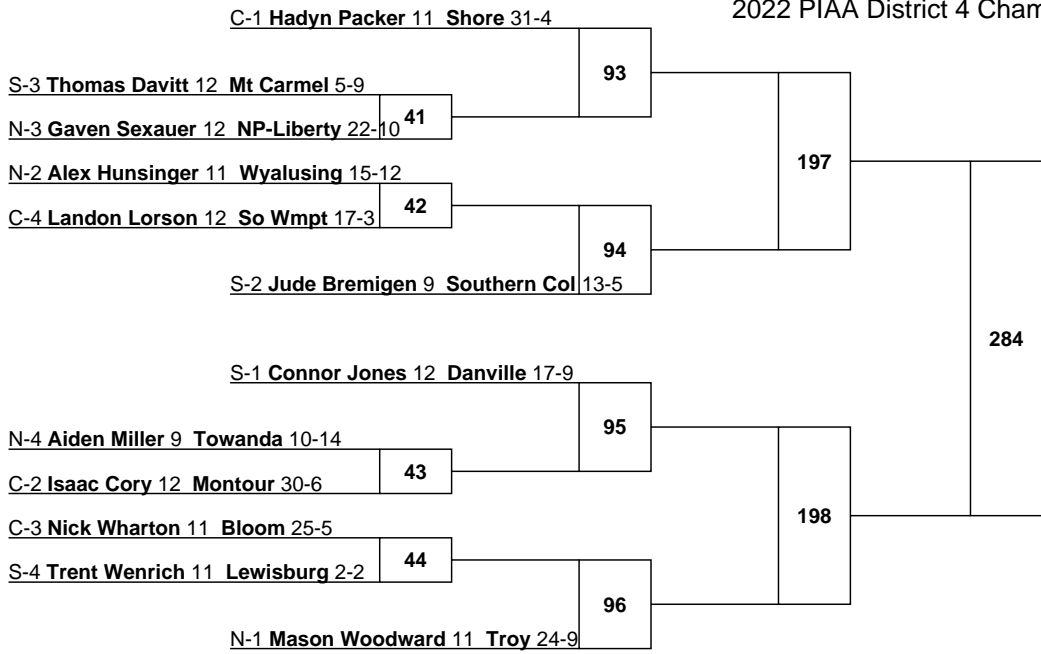 2022 PIAA District 4 Cham
C-1 Hadyn Packer 11 Shore 31-4
93
S-3 Thomas Davitt 12 Mt Carmel 5-9
41
N-3 Gaven Sexauer 12 NP-Liberty 22-10
197
N-2 Alex Hunsinger 11 Wyalusing 15-12
42
C-4 Landon Lorson 12 So Wmpt 17-3
94
S-2 Jude Bremigen 9 Southern Col 13-5
284
S-1 Connor Jones 12 Danville 17-9
95
N-4 Aiden Miller 9 Towanda 10-14
43
C-2 Isaac Cory 12 Montour 30-6
198
C-3 Nick Wharton 11 Bloom 25-5
44
S-4 Trent Wenrich 11 Lewisburg 2-2
96
N-1 Mason Woodward 11 Troy 24-9